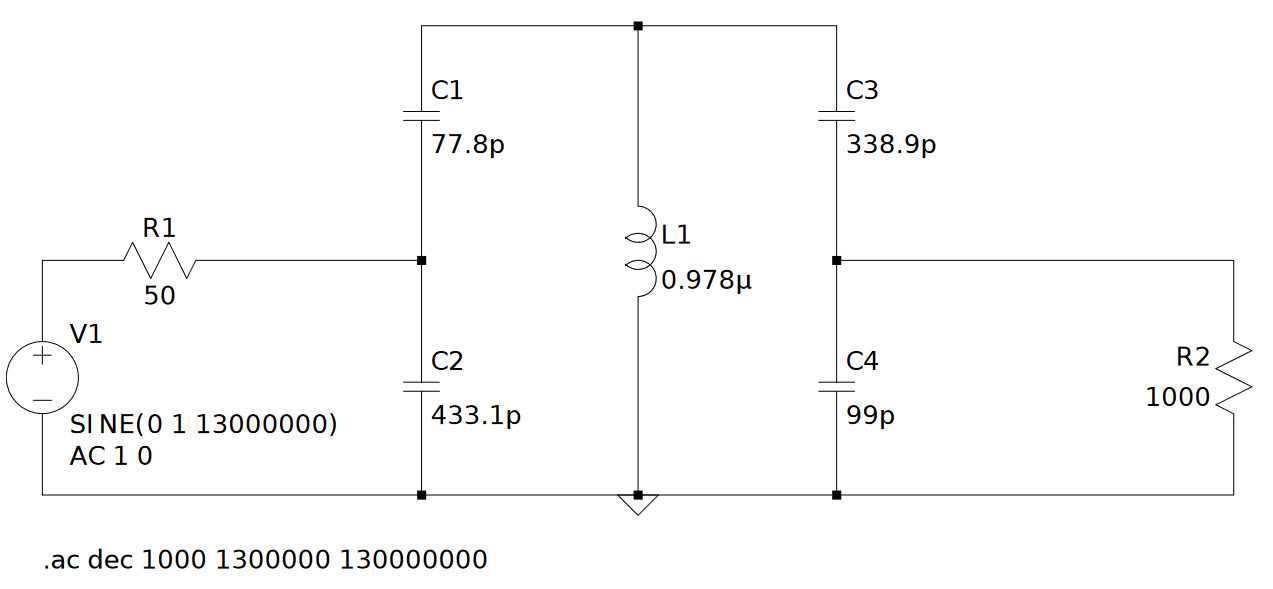 C1
77.8p
C3
338.9p
R1
50
L1
0.978µ
V1
SINE(0 1 13000000)
AC 1 0
C2
433.1p
C4
99p
R2
1000
.ac dec 1000 1300000 130000000